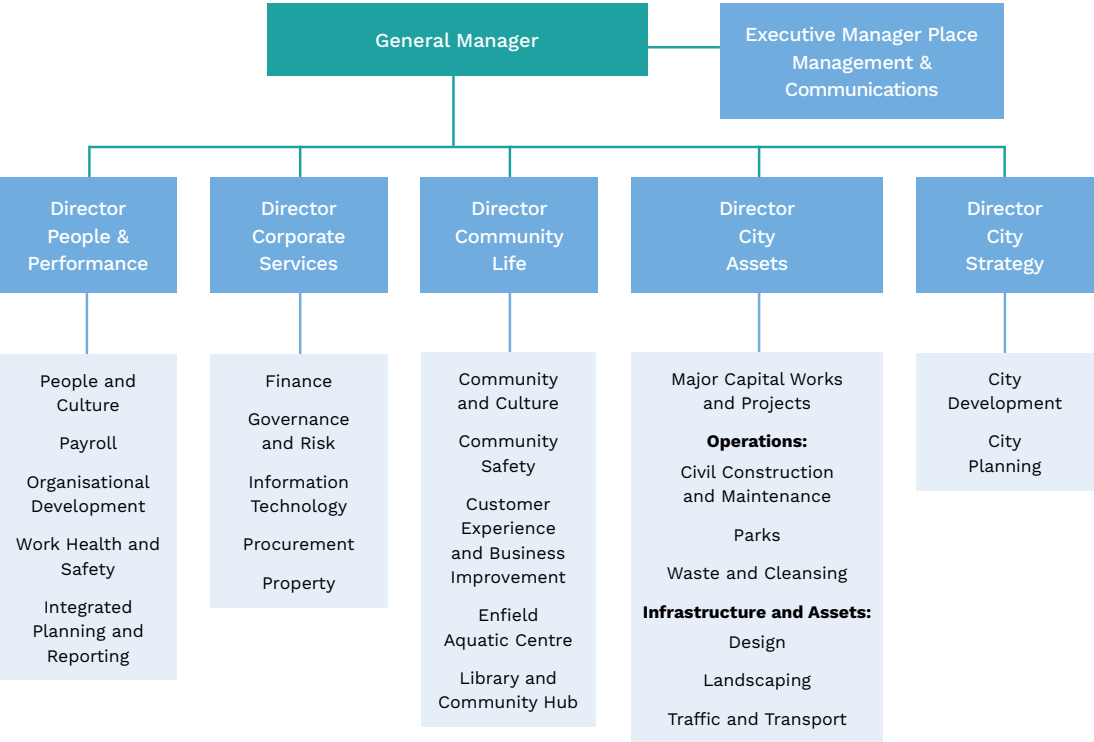 General Manager
Executive Manager Place
Management &
Communications
Director
People &
Performance
Director
Corporate
Services
Director
Community
Life
Director
City
Assets
Director
City
Strategy
People and
Culture
Payroll
Organisational
Development
Work Health and
Safety
Integrated
Planning and
Reporting
Finance
Governance
and Risk
Information
Technology
Procurement
Property
Community
and Culture
Community
Safety
Customer
Experience
and Business
Improvement
Enfield
Aquatic Centre
Library and
Community Hub
Major Capital Works
and Projects
Operations:
Civil Construction
and Maintenance
Parks
Waste and Cleansing
Infrastructure and Assets:
Design
Landscaping
Traffic and Transport
City
Development
City
Planning